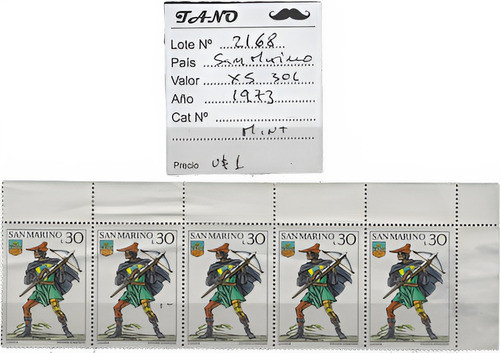 TANO
Lote Nº 2168
País San Marino
Valor X5 30L
Año 1973
Cat Nº
MINT
Precio U$ 1
SAN MARINO L.30
SAN MARINO L.30
SAN MARINO L.30
SAN MARINO L.30
SAN MARINO L.30